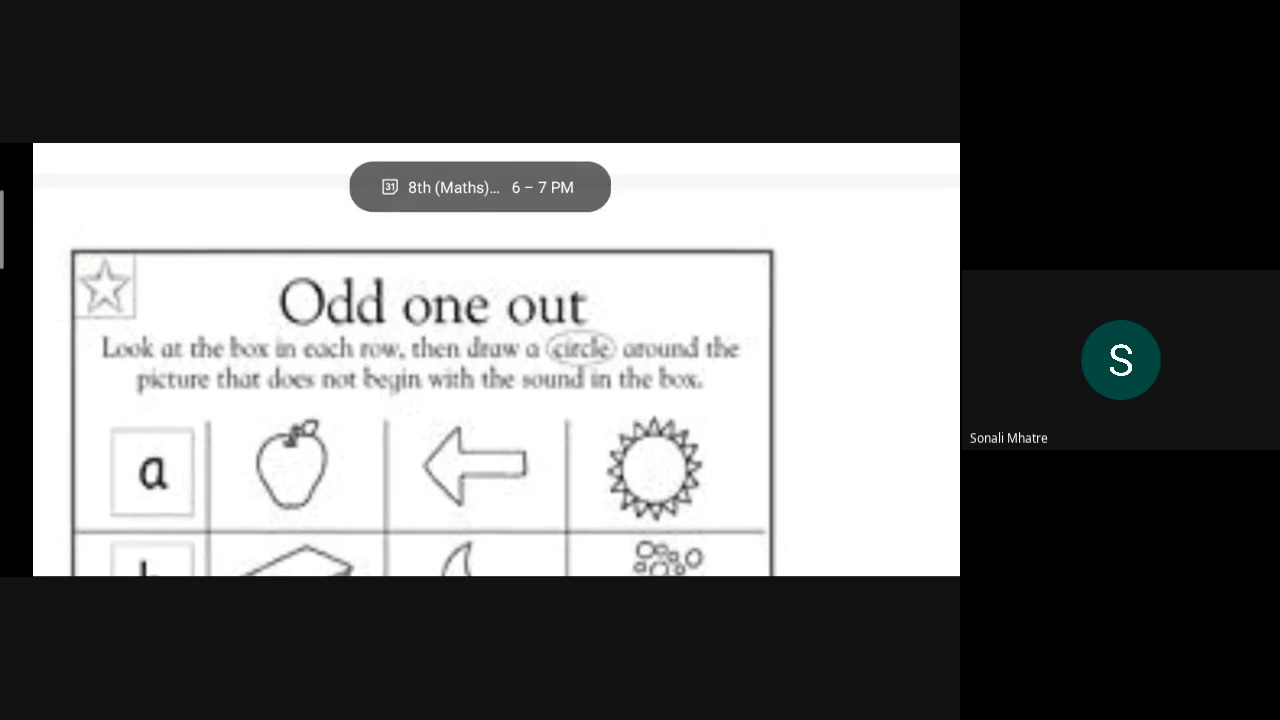 31 8th (Maths)... 6 – 7 PM
Odd one out
Look at the box in each row, then draw a circle around the
picture that does not begin with the sound in the box.
a
S
Sonali Mhatre